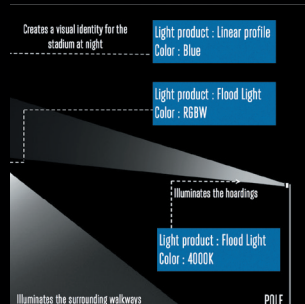 Creates a visual identity for the
stadium at night
Light product : Linear profile
Color : Blue
Light product : Flood Light
Color : RGBW
Illuminates the hoardings
Light product : Flood Light
Color : 4000K
Illuminates the surrounding walkways
POLE